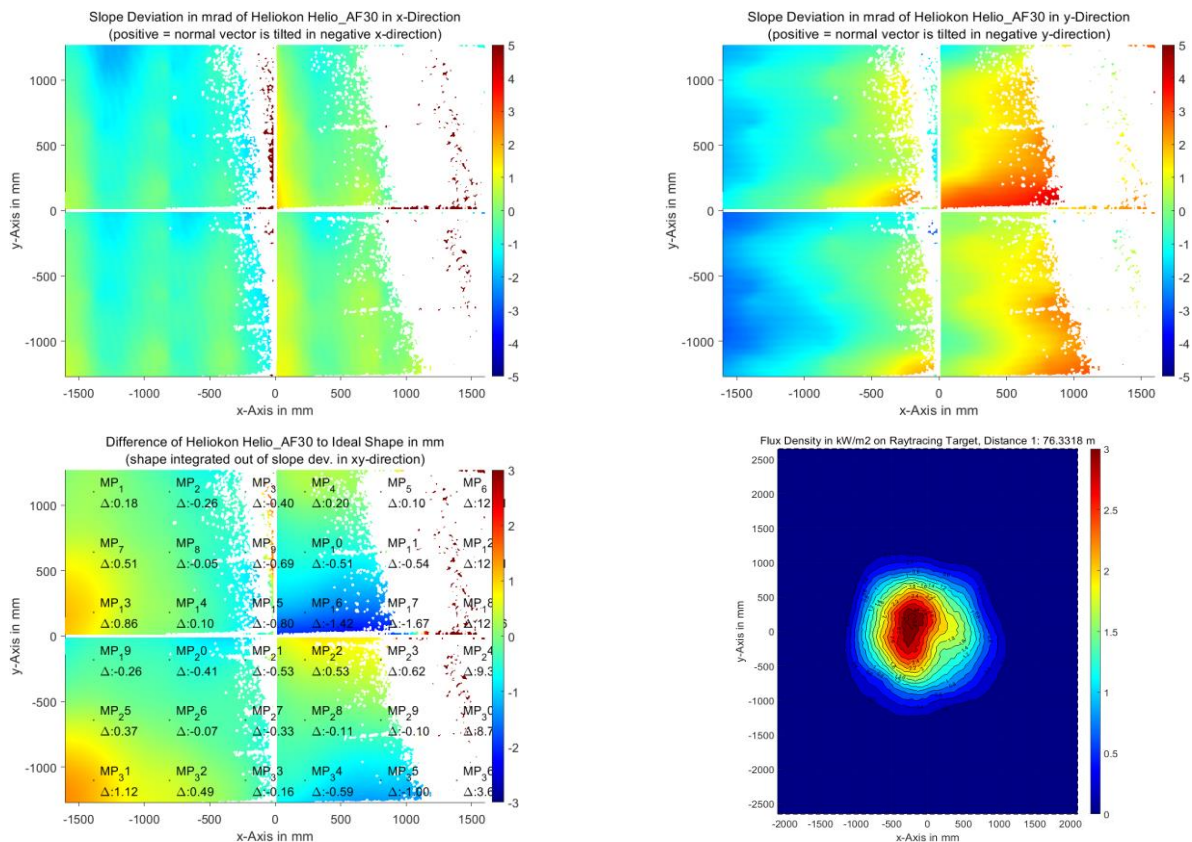 Slope Deviation in mrad of Heliokon Helio_AF30 in x-Direction
(positive = normal vector is tilted in negative x-direction)
y-Axis in mm
1000
500
0
-500
-1000
-1500 -1000 -500 0 500 1000 1500
x-Axis in mm
5
4
3
2
1
0
-1
-2
-3
-4
-5
Slope Deviation in mrad of Heliokon Helio_AF30 in y-Direction
(positive = normal vector is tilted in negative y-direction)
y-Axis in mm
1000
500
0
-500
-1000
-1500 -1000 -500 0 500 1000 1500
x-Axis in mm
5
4
3
2
1
0
-1
-2
-3
-4
-5
Difference of Heliokon Helio_AF30 to Ideal Shape in mm
(shape integrated out of slope dev. in xy-direction)
y-Axis in mm
1000
500
0
-500
-1000
MP1 MP2 MP3 MP4 MP5 MP6
Δ:0.18 Δ:-0.26 Δ:-0.40 Δ:0.20 Δ:0.10 Δ:12
MP7 MP8 MP9 MP10 MP11 MP12
Δ:0.51 Δ:-0.05 Δ:-0.69 Δ:-0.51 Δ:-0.54 Δ:12
MP13 MP14 MP15 MP16 MP17 MP18
Δ:0.86 Δ:0.10 Δ:-0.80 Δ:-1.42 Δ:-1.67 Δ:12
MP19 MP20 MP21 MP22 MP23 MP24
Δ:-0.26 Δ:-0.41 Δ:-0.53 Δ:0.53 Δ:0.62 Δ:9.3
MP25 MP26 MP27 MP28 MP29 MP30
Δ:0.37 Δ:-0.07 Δ:-0.33 Δ:-0.11 Δ:-0.10 Δ:8.7
MP31 MP32 MP33 MP34 MP35 MP36
Δ:1.12 Δ:0.49 Δ:-0.16 Δ:-0.59 Δ:-1.00 Δ:3.6
-1500 -1000 -500 0 500 1000 1500
x-Axis in mm
3
2
1
0
-1
-2
-3
Flux Density in kW/m2 on Raytracing Target, Distance 1: 76.3318 m
y-Axis in mm
2500
2000
1500
1000
500
0
-500
-1000
-1500
-2000
-2500
-2000 -1500 -1000 -500 0 500 1000 1500 2000
x-Axis in mm
3
2.5
2
1.5
1
0.5
0